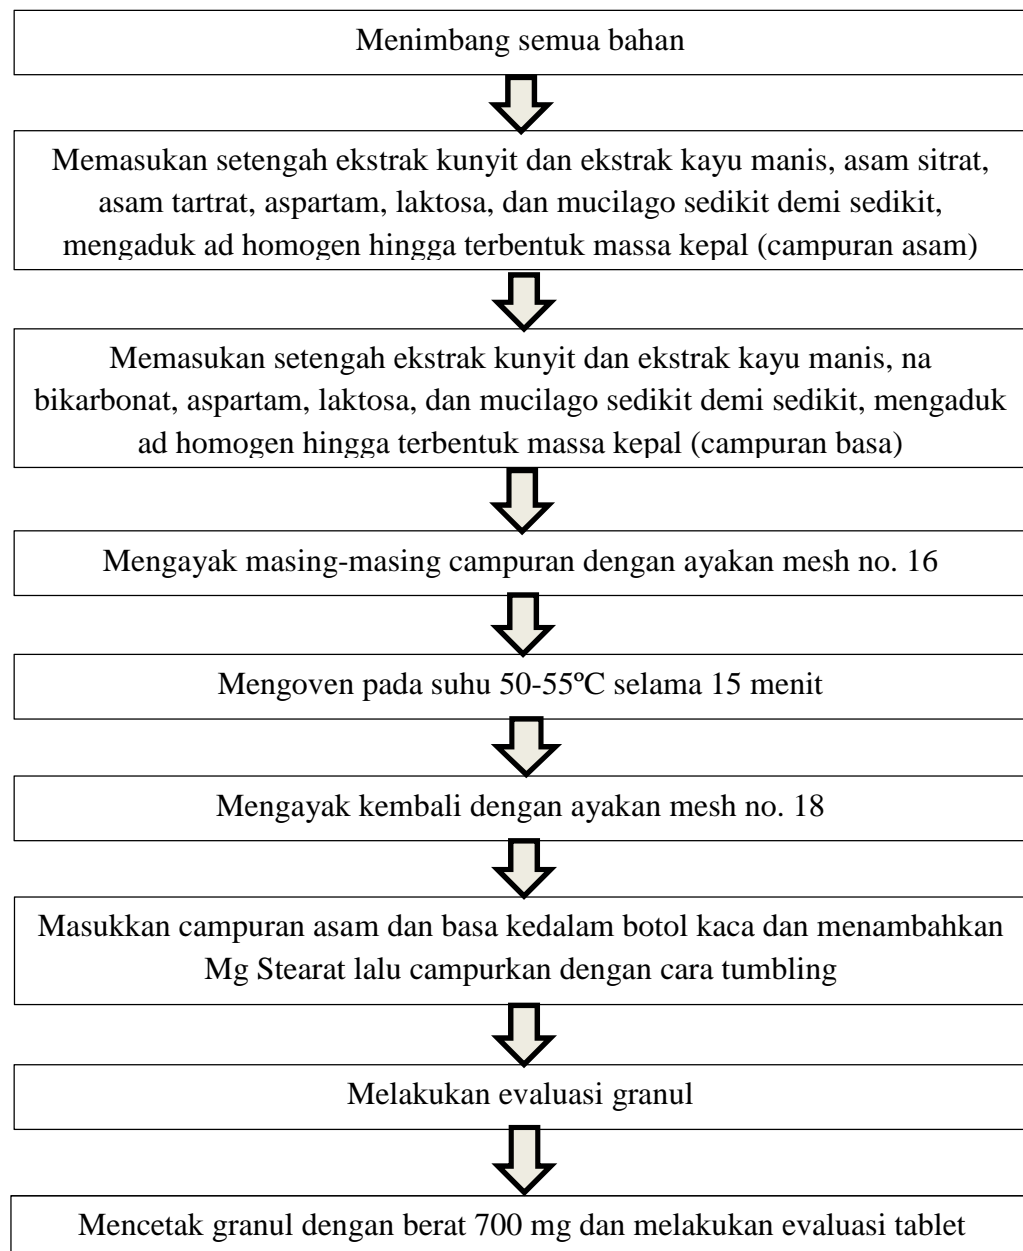 Menimbang semua bahan
Memasukan setengah ekstrak kunyit dan ekstrak kayu manis, asam sitrat,
asam tartrat, aspartam, laktosa, dan mucilago sedikit demi sedikit,
mengaduk ad homogen hingga terbentuk massa kepal (campuran asam)
Memasukan setengah ekstrak kunyit dan ekstrak kayu manis, na
bikarbonat, aspartam, laktosa, dan mucilago sedikit demi sedikit, mengaduk
ad homogen hingga terbentuk massa kepal (campuran basa)
Mengayak masing-masing campuran dengan ayakan mesh no. 16
Mengoven pada suhu 50-55ºC selama 15 menit
Mengayak kembali dengan ayakan mesh no. 18
Masukkan campuran asam dan basa kedalam botol kaca dan menambahkan
Mg Stearat lalu campurkan dengan cara tumbling
Melakukan evaluasi granul
Mencetak granul dengan berat 700 mg dan melakukan evaluasi tablet